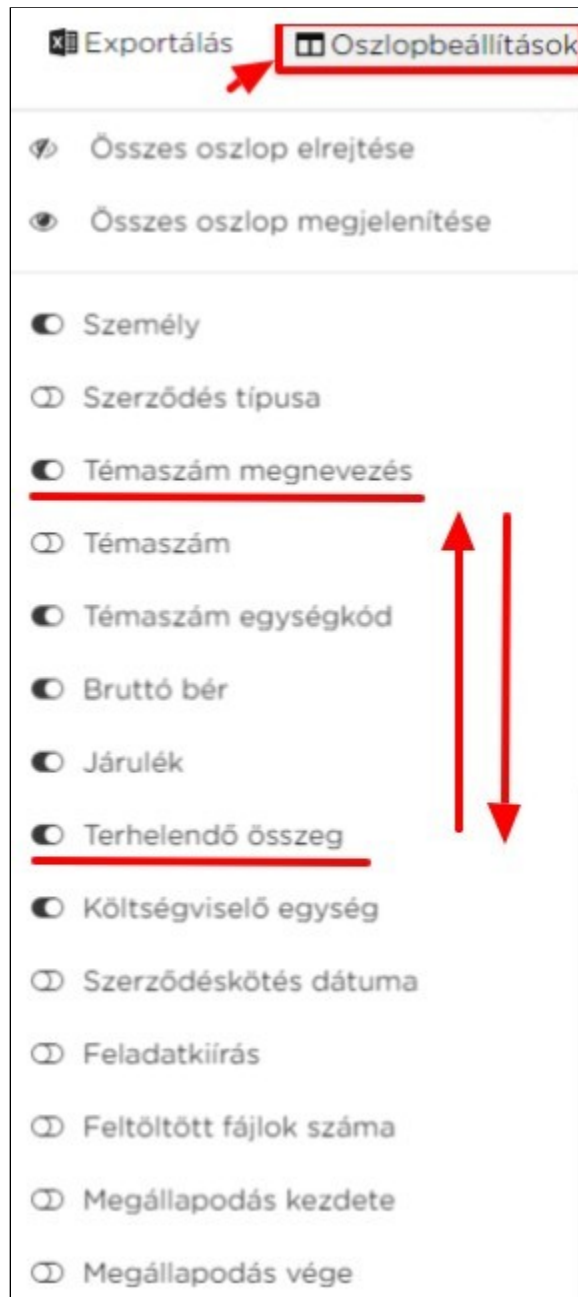 Exportálás Oszlopbeállítások
Összes oszlop elrejtése
Összes oszlop megjelenítése
Személy
Szerződés típusa
Témaszám megnevezés
Témaszám
Témaszám egységkód
Bruttó bér
Járulék
Terhelendő összeg
Költségviselő egység
Szerződéskötés dátuma
Feladatkiírás
Feltöltött fájlok száma
Megállapodás kezdete
Megállapodás vége